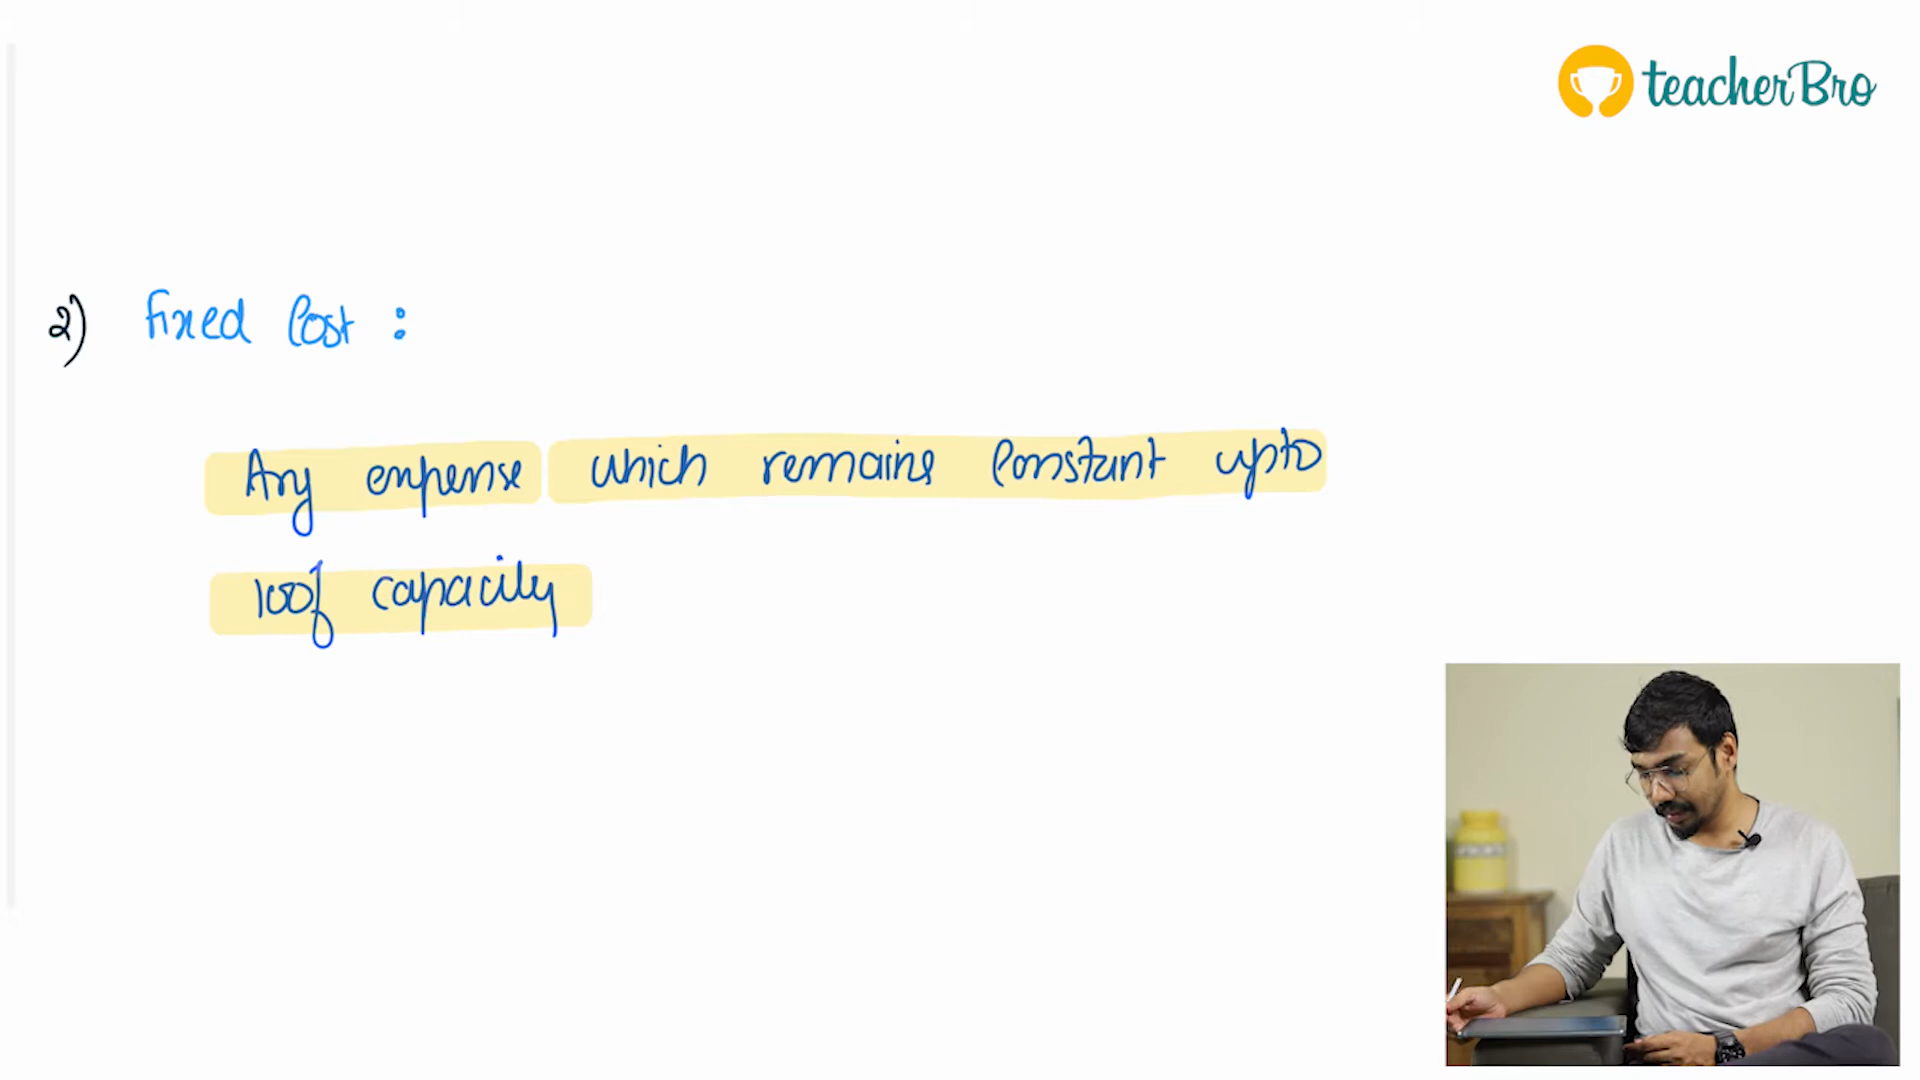 teacherBro
2) Fixed Cost :
Any expense which remains Constant upto
100% capacity